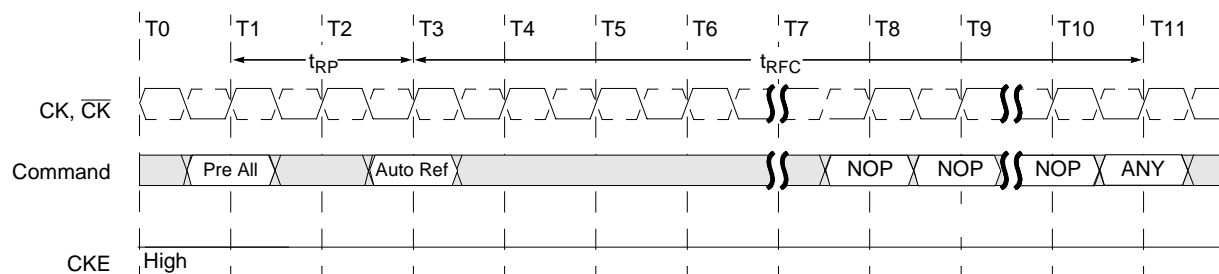 T0 T1 T2 T3 T4 T5 T6 T7 T8 T9 T10 T11
tRP tRFC
CK, C̅K̅
Command Pre All Auto Ref NOP NOP NOP ANY
CKE High